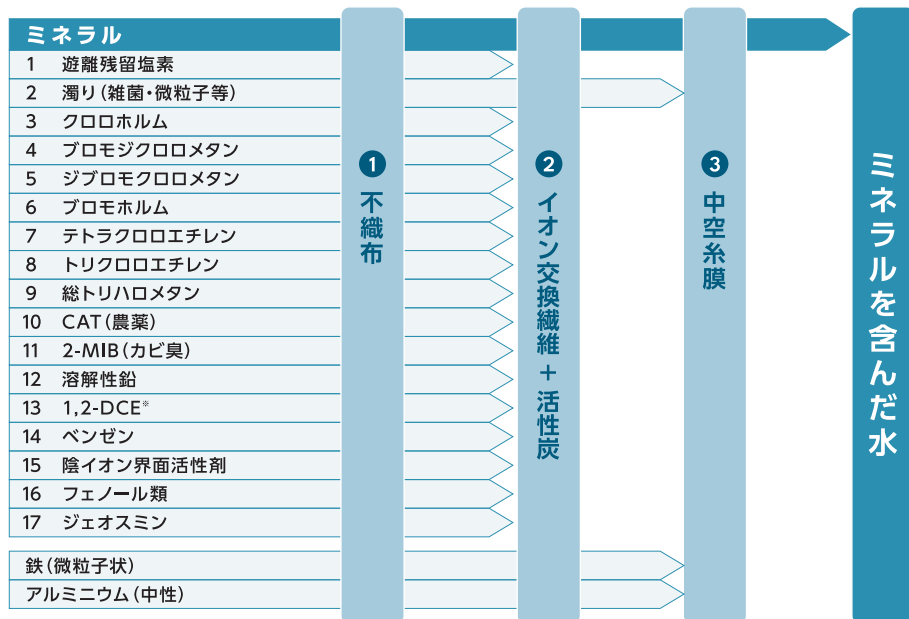 ミネラル
1 遊離残留塩素
2 濁り(雑菌・微粒子等)
3 クロロホルム
4 ブロモジクロロメタン
5 ジブロモクロロメタン
6 ブロモホルム
7 テトラクロロエチレン
8 トリクロロエチレン
9 総トリハロメタン
10 CAT(農薬)
11 2-MIB(カビ臭)
12 溶解性鉛
13 1,2-DCE※
14 ベンゼン
15 陰イオン界面活性剤
16 フェノール類
17 ジェオスミン
鉄(微粒子状)
アルミニウム(中性)
❶ 不織布
❷ イオン交換繊維+活性炭
❸ 中空糸膜
ミネラルを含んだ水